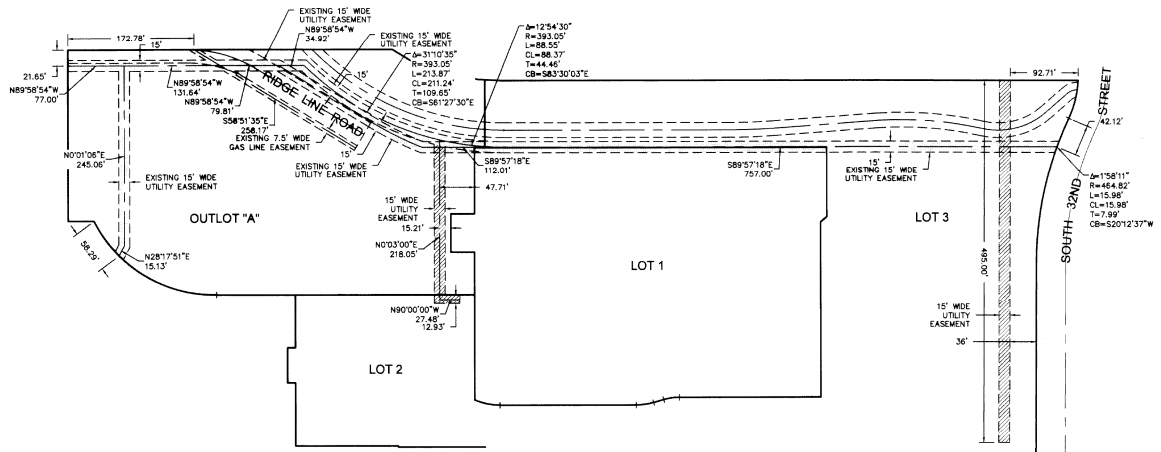 172.78'
15'
21.65'
N89°58'54"W
77.00'
N89°58'54"W
131.64'
N89°58'54"W
79.81'
S58°51'35"E
258.17'
EXISTING 7.5' WIDE
GAS LINE EASEMENT
EXISTING 15' WIDE
UTILITY EASEMENT
N89°58'54"W
34.92'
EXISTING 15' WIDE
UTILITY EASEMENT
15'
RIDGE LINE ROAD
15'
EXISTING 15' WIDE
UTILITY EASEMENT
Δ=31°10'35"
R=393.05'
L=213.87'
CL=211.24'
T=109.65'
CB=S61°27'30"E
Δ=12°54'30"
R=393.05'
L=88.55'
CL=88.37'
T=44.46'
CB=S83°30'03"E
S89°57'18"E
112.01'
47.71'
S89°57'18"E
757.00'
15'
EXISTING 15' WIDE
UTILITY EASEMENT
92.71'
42.12'
SOUTH 32ND STREET
Δ=1°58'11"
R=464.82'
L=15.98'
CL=15.98'
T=7.99'
CB=S20°12'37"W
N0°01'06"E
245.06'
EXISTING 15' WIDE
UTILITY EASEMENT
OUTLOT "A"
58.29'
N28°17'51"E
15.13'
15' WIDE
UTILITY
EASEMENT
15.21'
N0°03'00"E
218.05'
N90°00'00"W
27.48'
12.93'
LOT 1
LOT 2
LOT 3
495.00'
15' WIDE
UTILITY
EASEMENT
36'